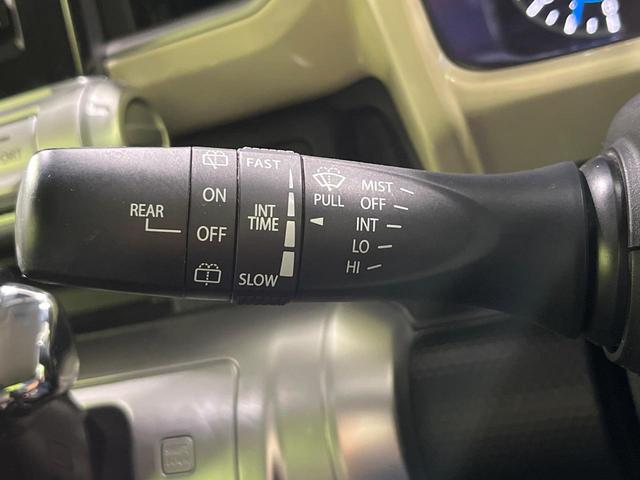 REAR
ON
OFF
FAST
INT
TIME
SLOW
PULL
MIST
OFF
INT
LO
HI